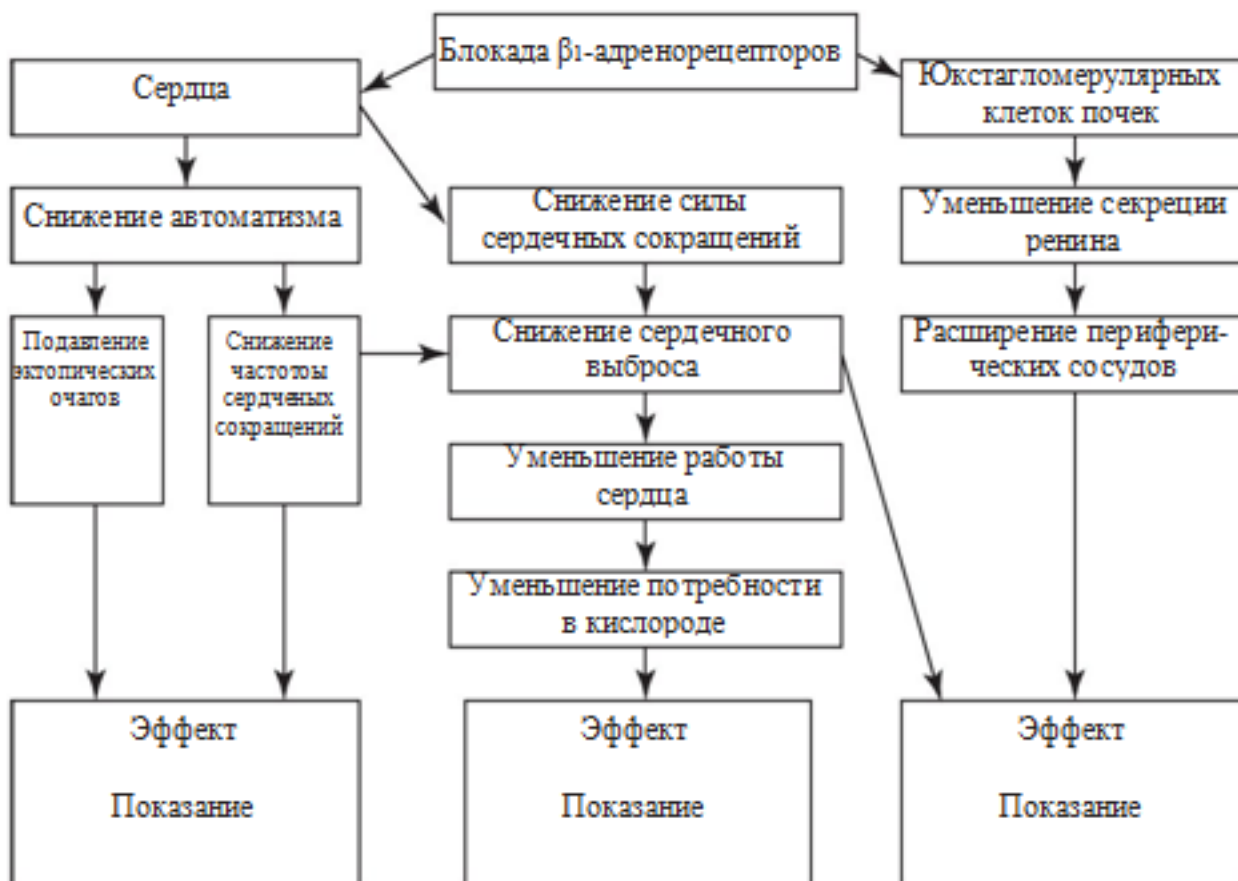 Блокада β1-адренорецепторов
Сердца
Юкстагломерулярных
клеток почек
Снижение автоматизма
Снижение силы
сердечных сокращений
Уменьшение секреции
ренина
Подавление
эктопических
очагов
Снижение
частотоы
сердченых
сокращений
Снижение сердечного
выброса
Расширение перифери-
ческих сосудов
Уменьшение работы
сердца
Уменьшение потребности
в кислороде
Эффект
Показание
Эффект
Показание
Эффект
Показание